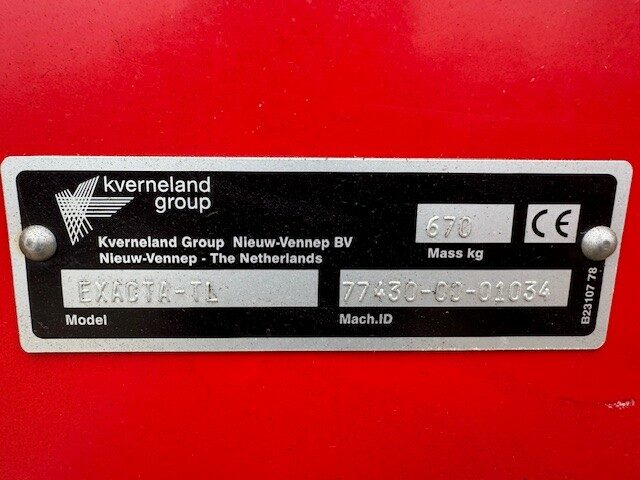 kverneland
group
Kverneland Group Nieuw-Vennep BV
Nieuw-Vennep - The Netherlands
670
Mass kg
CE
EXACTA-TL
Model
77430-00-01034
Mach.ID
B23107 78